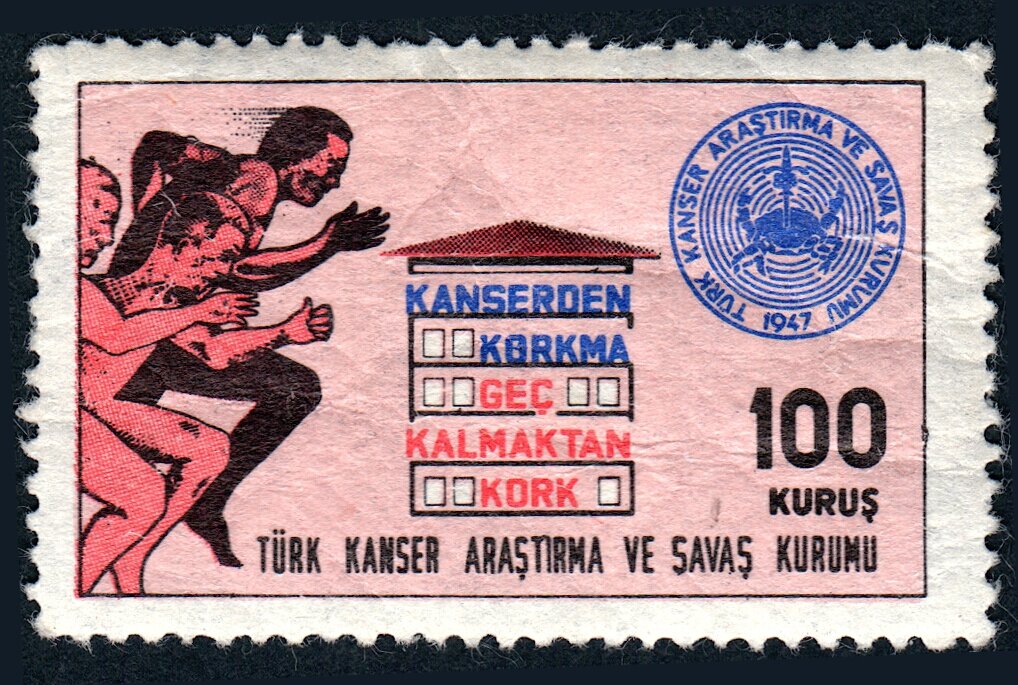 TÜRK KANSER ARAŞTIRMA VE SAVAŞ KURUMU
1947
KANSERDEN
KORKMA
GEÇ
KALMAKTAN
KORK
100
KURUŞ
TÜRK KANSER ARAŞTIRMA VE SAVAŞ KURUMU